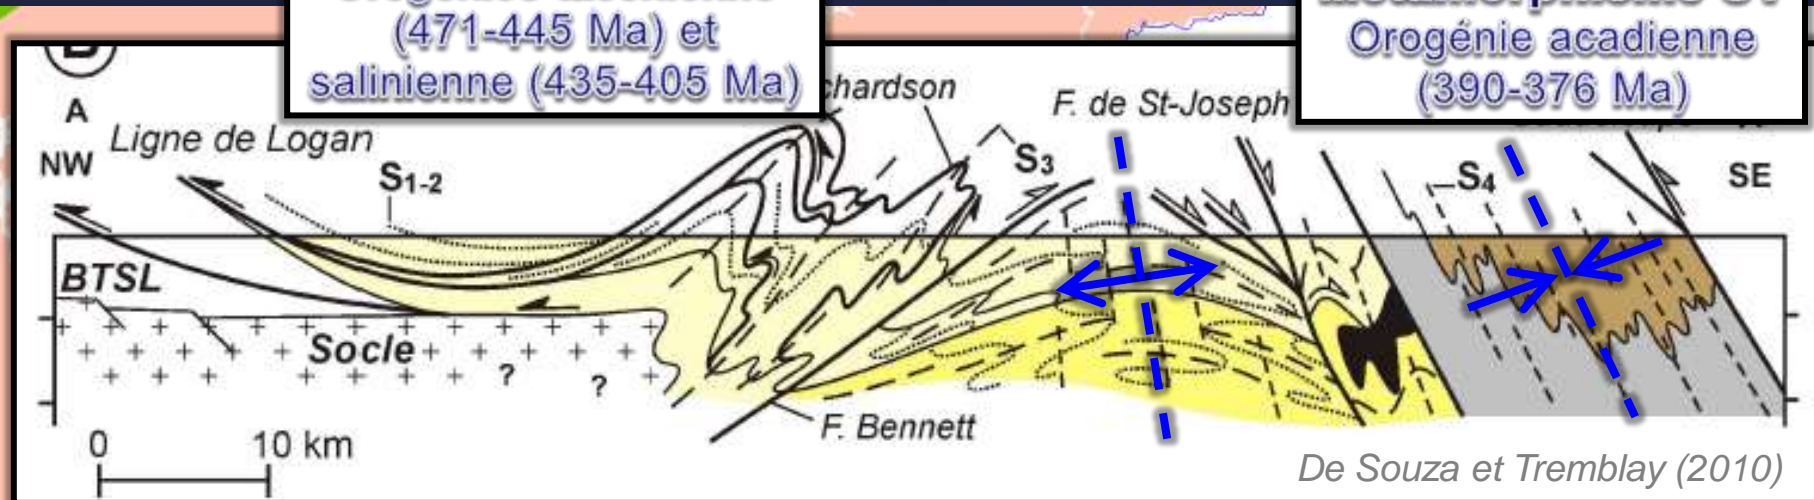 (471-445 Ma) et
salinienne (435-405 Ma)
Orogénie acadienne
(390-376 Ma)
B
A
NW
Ligne de Logan
S1-2
chardson
S3
F. de St-Joseph
S4
SE
BTSL
Socle
?
?
F. Bennett
0
10 km
De Souza et Tremblay (2010)